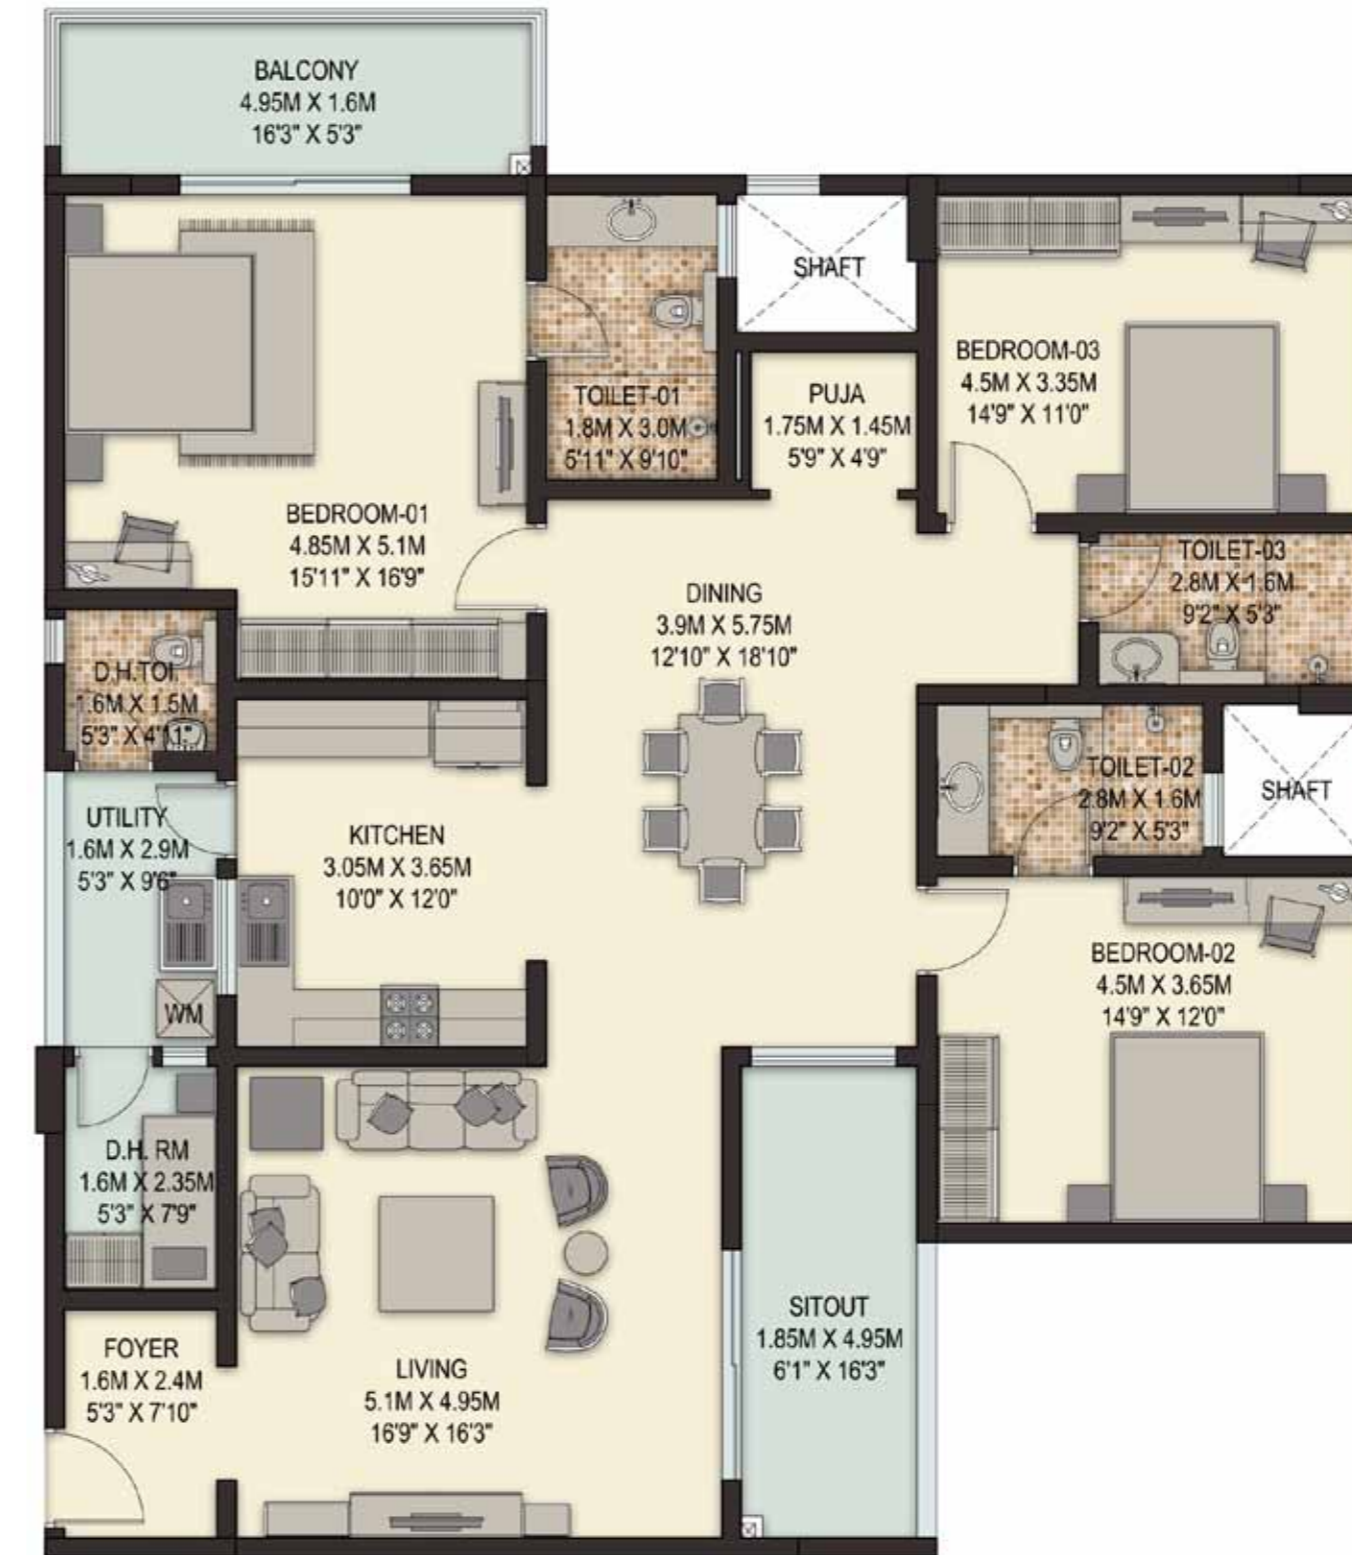 BALCONY
4.95M X 1.6M
16'3" X 5'3"
SHAFT
BEDROOM-03
4.5M X 3.35M
14'9" X 11'0"
TOILET-01
1.8M X 3.0M
5'11" X 9'10"
PUJA
1.75M X 1.45M
5'9" X 4'9"
BEDROOM-01
4.85M X 5.1M
15'11" X 16'9"
TOILET-03
2.8M X 1.6M
9'2" X 5'3"
DINING
3.9M X 5.75M
12'10" X 18'10"
D.H.TOI.
1.6M X 1.5M
5'3" X 4'11"
TOILET-02
2.8M X 1.6M
9'2" X 5'3"
SHAFT
UTILITY
1.6M X 2.9M
5'3" X 9'6"
KITCHEN
3.05M X 3.65M
10'0" X 12'0"
BEDROOM-02
4.5M X 3.65M
14'9" X 12'0"
WM
D.H. RM
1.6M X 2.35M
5'3" X 7'9"
SITOUT
1.85M X 4.95M
6'1" X 16'3"
FOYER
1.6M X 2.4M
5'3" X 7'10"
LIVING
5.1M X 4.95M
16'9" X 16'3"